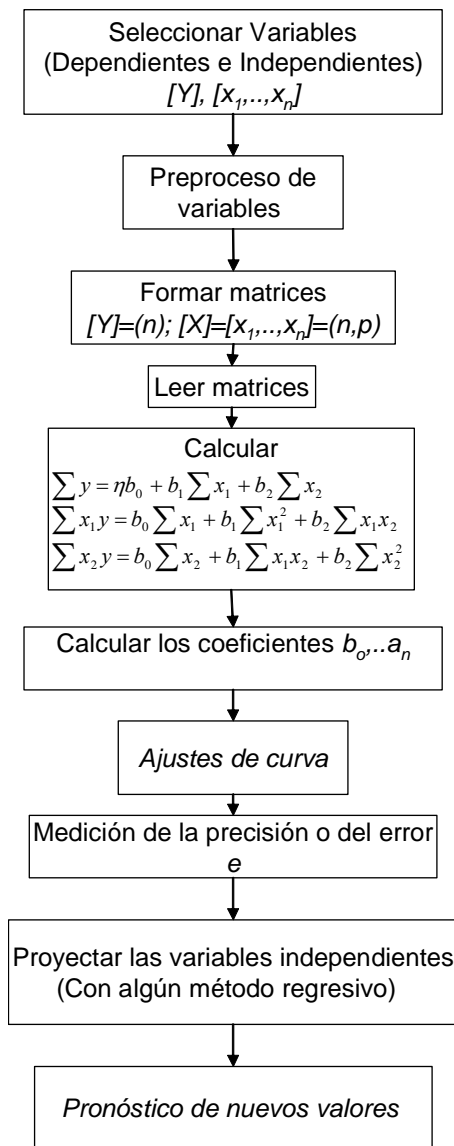 Seleccionar Variables
(Dependientes e Independientes)
[Y], [x₁,..,xₙ]
Preproceso de
variables
Formar matrices
[Y]=(n); [X]=[x₁,..,xₙ]=(n,p)
Leer matrices
Calcular
∑ y = ηb₀ + b₁ ∑ x₁ + b₂ ∑ x₂
∑ x₁y = b₀ ∑ x₁ + b₁ ∑ x₁² + b₂ ∑ x₁x₂
∑ x₂y = b₀ ∑ x₂ + b₁ ∑ x₁x₂ + b₂ ∑ x₂²
Calcular los coeficientes bₒ,..aₙ
Ajustes de curva
Medición de la precisión o del error
e
Proyectar las variables independientes
(Con algún método regresivo)
Pronóstico de nuevos valores